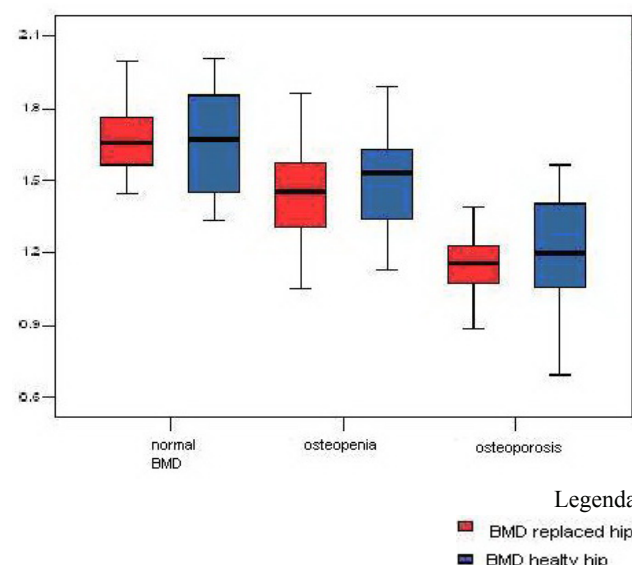 2.1
1.8
1.5
1.2
0.9
0.6
normal
BMD
osteopenia
osteoporosis
Legenda
BMD replaced hip
BMD healty hip